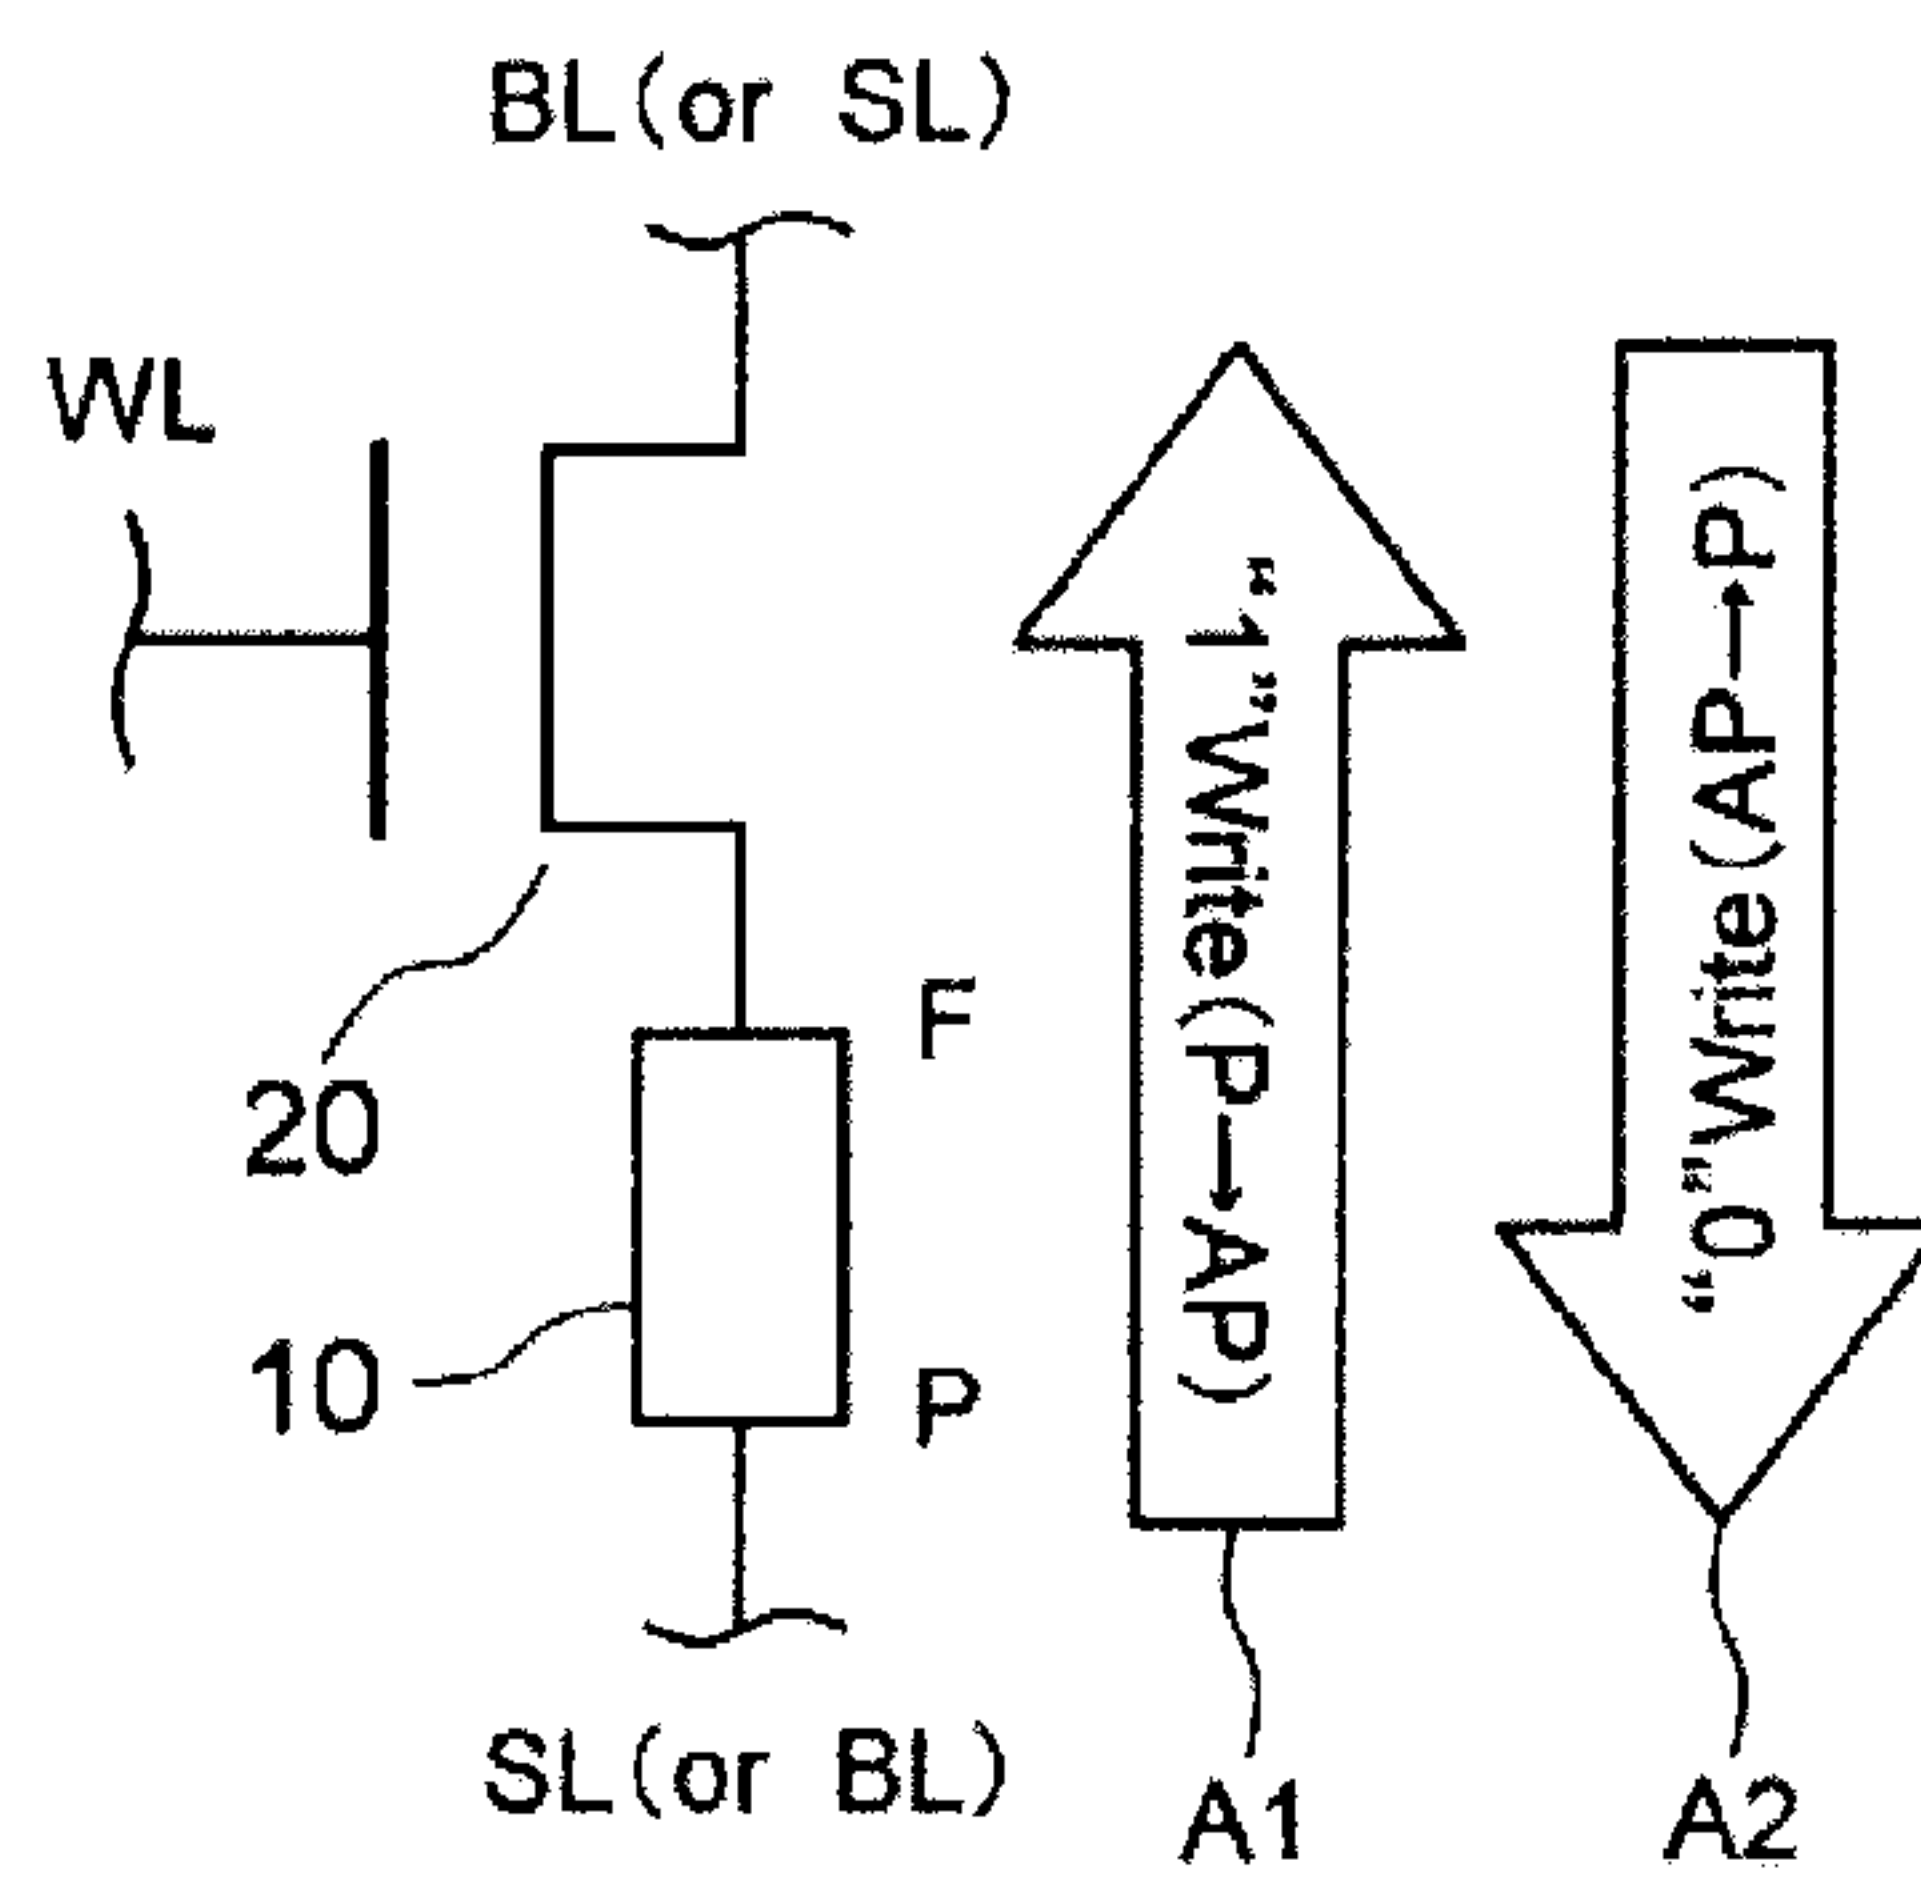 BL(or SL)
WL
20
10
F
P
"1"Write(P→AP)
"0"Write(AP→P)
SL(or BL)
A1
A2